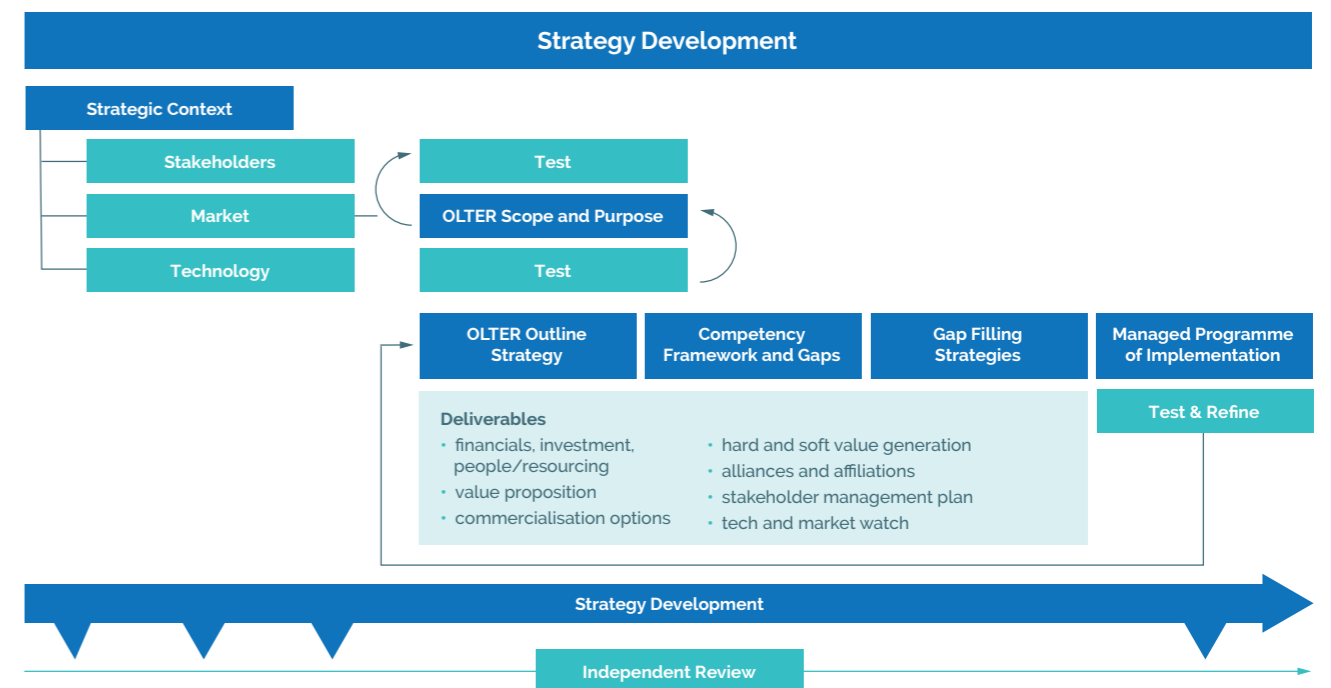 Strategy Development
Strategic Context
Stakeholders
Market
Technology
Test
OLTER Scope and Purpose
Test
OLTER Outline
Strategy
Competency
Framework and Gaps
Gap Filling
Strategies
Managed Programme
of Implementation
Test & Refine
Deliverables
• financials, investment,
people/resourcing
• value proposition
• commercialisation options
• hard and soft value generation
• alliances and affiliations
• stakeholder management plan
• tech and market watch
Strategy Development
Independent Review